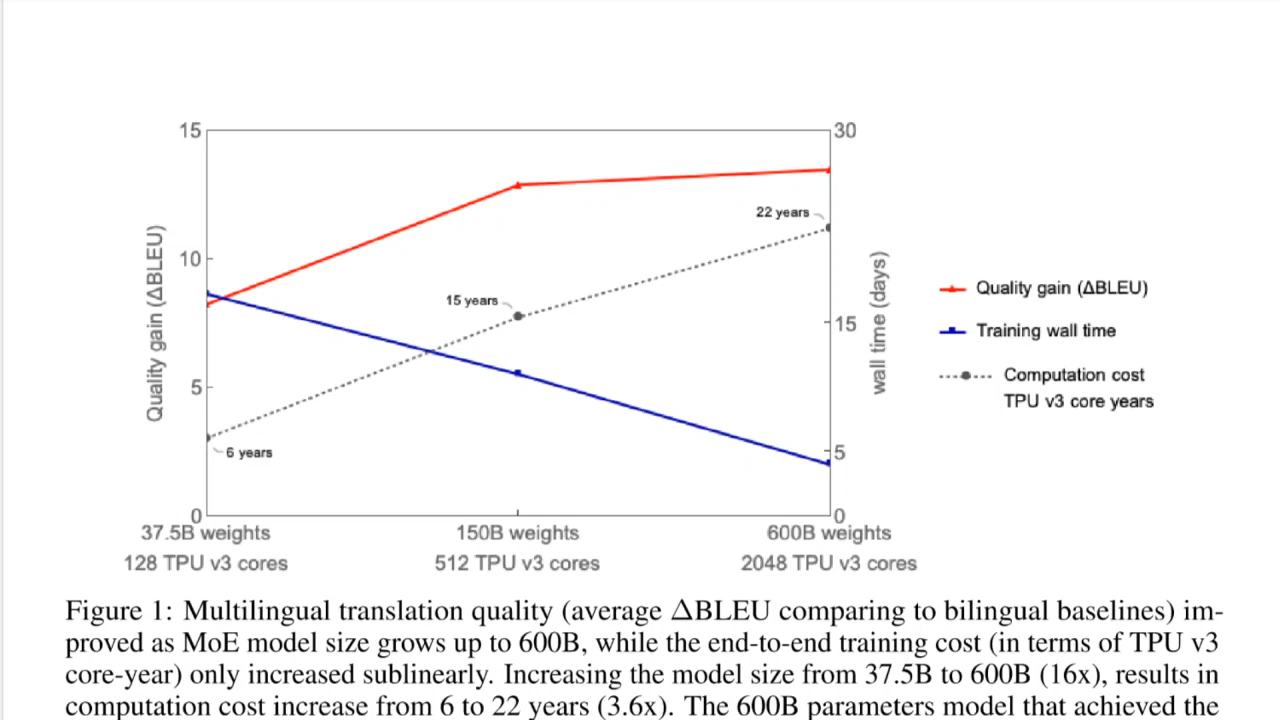 15
30
22 years
10
Quality gain (ΔBLEU)
wall time (days)
Quality gain (ΔBLEU)
15 years
15
Training wall time
Computation cost
TPU v3 core years
5
5
6 years
0
0
37.5B weights
150B weights
600B weights
128 TPU v3 cores
512 TPU v3 cores
2048 TPU v3 cores
Figure 1: Multilingual translation quality (average ΔBLEU comparing to bilingual baselines) im-
proved as MoE model size grows up to 600B, while the end-to-end training cost (in terms of TPU v3
core-year) only increased sublinearly. Increasing the model size from 37.5B to 600B (16x), results in
computation cost increase from 6 to 22 years (3.6x). The 600B parameters model that achieved the